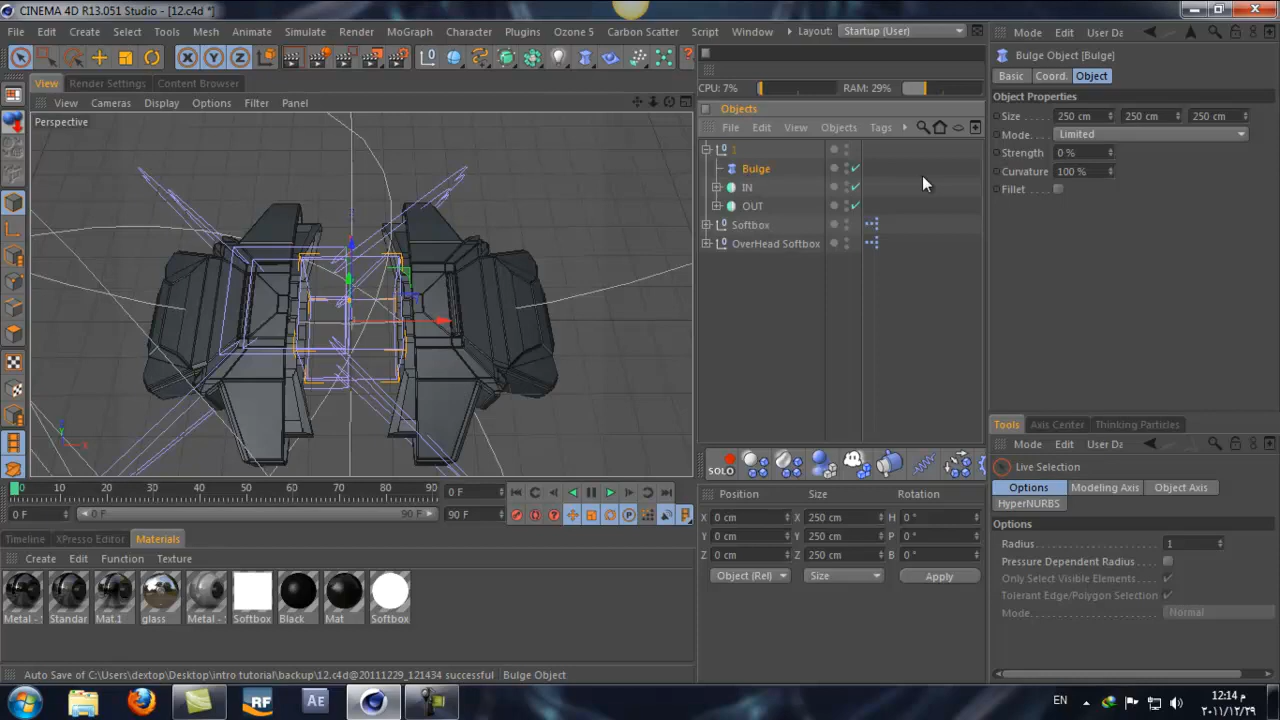 CINEMA 4D R13.051 Studio - [12.c4d *]
File Edit Create Select Tools Mesh Animate Simulate Render MoGraph Character Plugins Ozone 5 Carbon Scatter Script Window Layout: Startup (User)
View Render Settings Content Browser
View Cameras Display Options Filter Panel
Perspective
CPU: 7% RAM: 29%
Objects
File Edit View Objects Tags
1
Bulge
IN
OUT
Softbox
OverHead Softbox
Mode Edit User Da
Bulge Object [Bulge]
Basic Coord. Object
Object Properties
Size 250 cm 250 cm 250 cm
Mode: Limited
Strength 0 %
Curvature 100 %
Fillet
Tools Axis Center Thinking Particles
Mode Edit User Da
Live Selection
Options Modeling Axis Object Axis
HyperNURBS
Options
Radius 1
Pressure Dependent Radius
Only Select Visible Elements
Tolerant Edge/Polygon Selection
Mode: Normal
SOLO
0 10 20 30 40 50 60 70 80 90 0 F
0 F 0 F 90 F 90 F
Timeline XPresso Editor Materials
Create Edit Function Texture
Metal - Standar Mat.1 glass Metal - Softbox Black Mat Softbox
Position Size Rotation
X 0 cm X 250 cm H 0 °
Y 0 cm Y 250 cm P 0 °
Z 0 cm Z 250 cm B 0 °
Object (Rel) Size Apply
Auto Save of C:\Users\dextop\Desktop\intro tutorial\backup\12.c4d@20111229_121434 successful Bulge Object
RF Ae EN
12:14 م
٢٠١١/١٢/٢٩